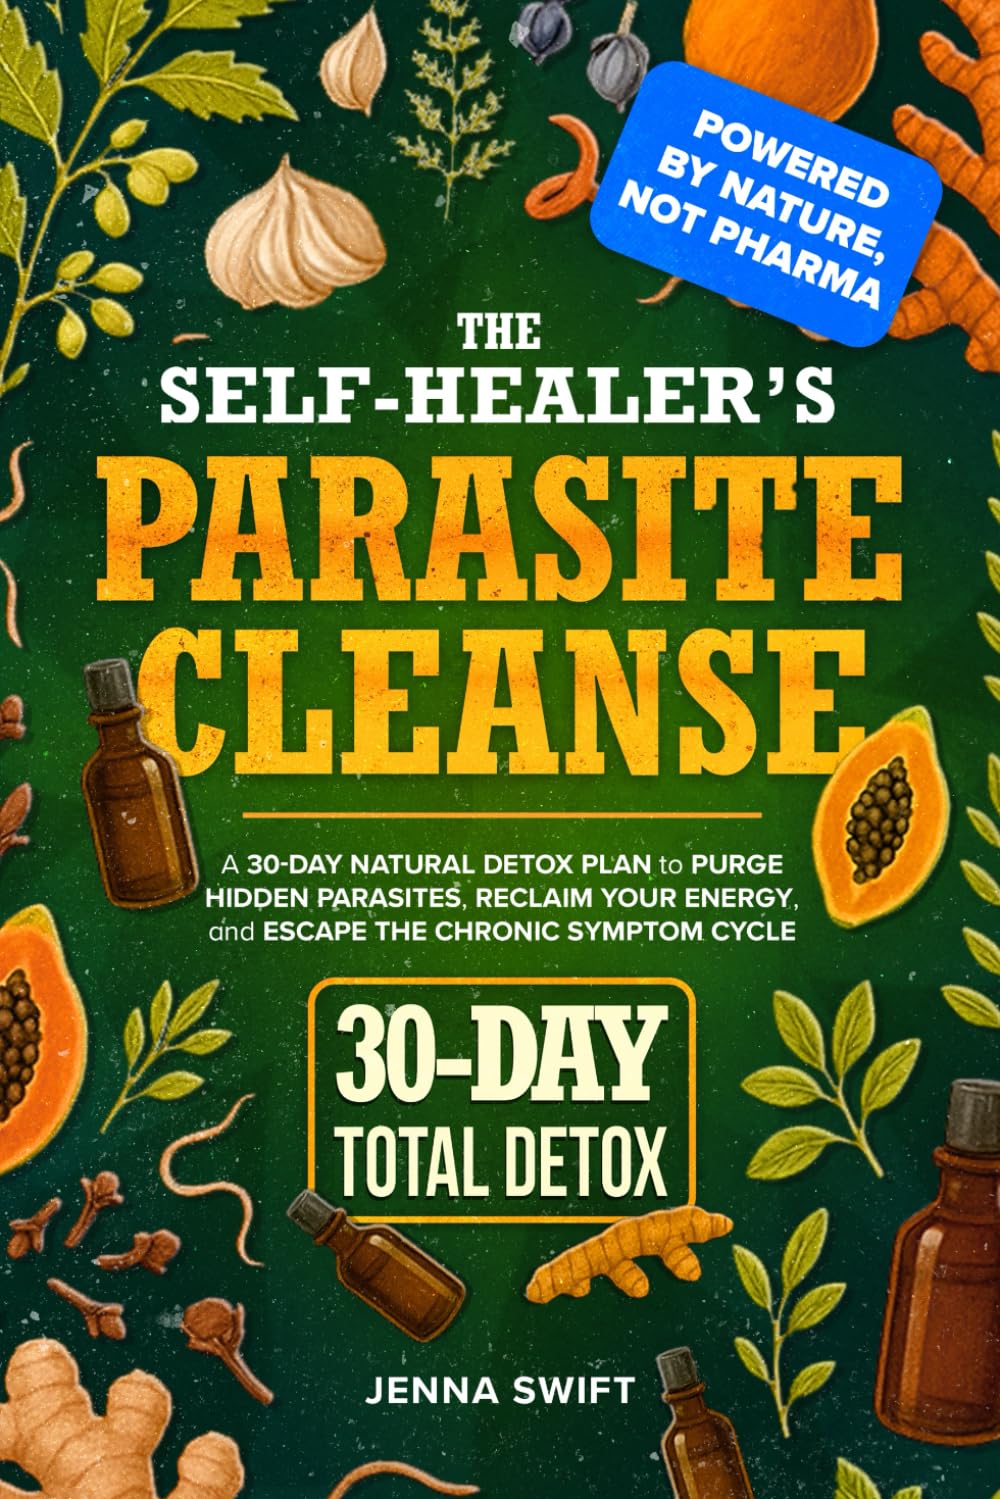 POWERED
BY NATURE,
NOT PHARMA
THE
SELF-HEALER'S
PARASITE
CLEANSE
A 30-DAY NATURAL DETOX PLAN to PURGE
HIDDEN PARASITES, RECLAIM YOUR ENERGY,
and ESCAPE THE CHRONIC SYMPTOM CYCLE
30-DAY
TOTAL DETOX
JENNA SWIFT